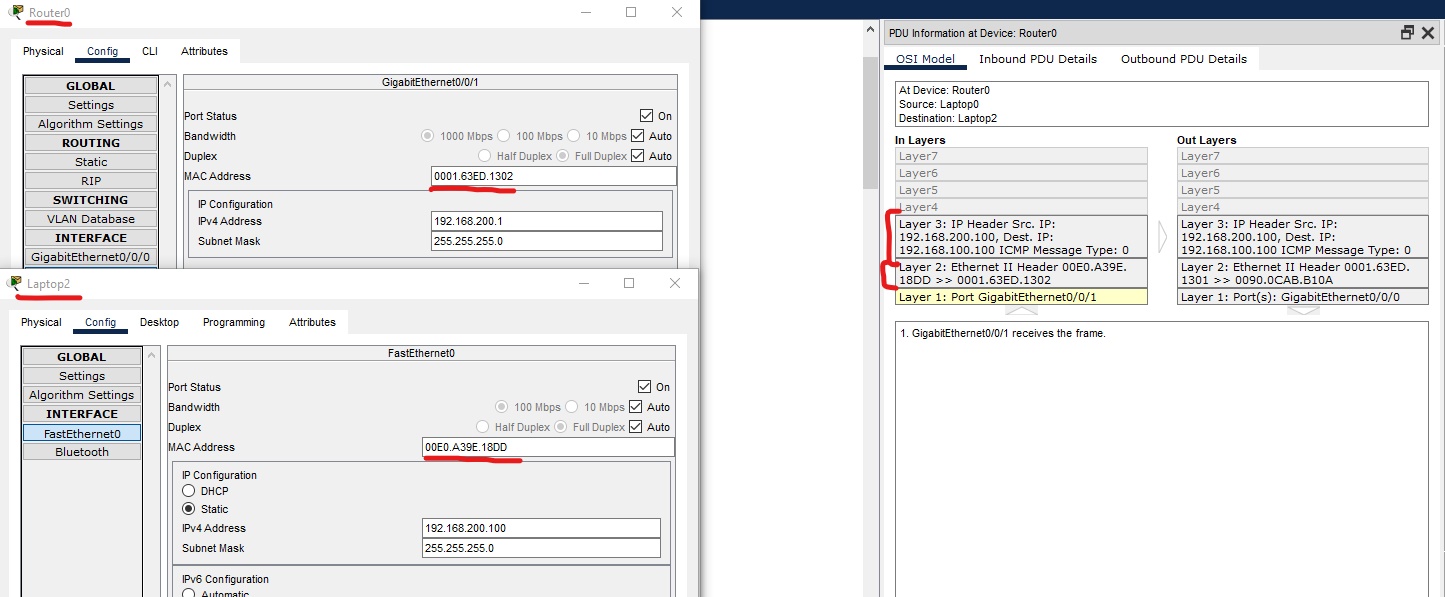 Router0
Physical Config CLI Attributes
GLOBAL
Settings
Algorithm Settings
ROUTING
Static
RIP
SWITCHING
VLAN Database
INTERFACE
GigabitEthernet0/0/0
GigabitEthernet0/0/1
Port Status On
Bandwidth 1000 Mbps 100 Mbps 10 Mbps Auto
Duplex Half Duplex Full Duplex Auto
MAC Address 0001.63ED.1302
IP Configuration
IPv4 Address 192.168.200.1
Subnet Mask 255.255.255.0
Laptop2
Physical Config Desktop Programming Attributes
GLOBAL
Settings
Algorithm Settings
INTERFACE
FastEthernet0
Bluetooth
FastEthernet0
Port Status On
Bandwidth 100 Mbps 10 Mbps Auto
Duplex Half Duplex Full Duplex Auto
MAC Address 00E0.A39E.18DD
IP Configuration
DHCP
Static
IPv4 Address 192.168.200.100
Subnet Mask 255.255.255.0
IPv6 Configuration
Automatic
PDU Information at Device: Router0
OSI Model Inbound PDU Details Outbound PDU Details
At Device: Router0
Source: Laptop0
Destination: Laptop2
In Layers
Layer7
Layer6
Layer5
Layer4
Layer 3: IP Header Src. IP:
192.168.200.100, Dest. IP:
192.168.100.100 ICMP Message Type: 0
Layer 2: Ethernet II Header 00E0.A39E.
18DD >> 0001.63ED.1302
Layer 1: Port GigabitEthernet0/0/1
Out Layers
Layer7
Layer6
Layer5
Layer4
Layer 3: IP Header Src. IP:
192.168.200.100, Dest. IP:
192.168.100.100 ICMP Message Type: 0
Layer 2: Ethernet II Header 0001.63ED.
1301 >> 0090.0CAB.B10A
Layer 1: Port(s): GigabitEthernet0/0/0
1. GigabitEthernet0/0/1 receives the frame.